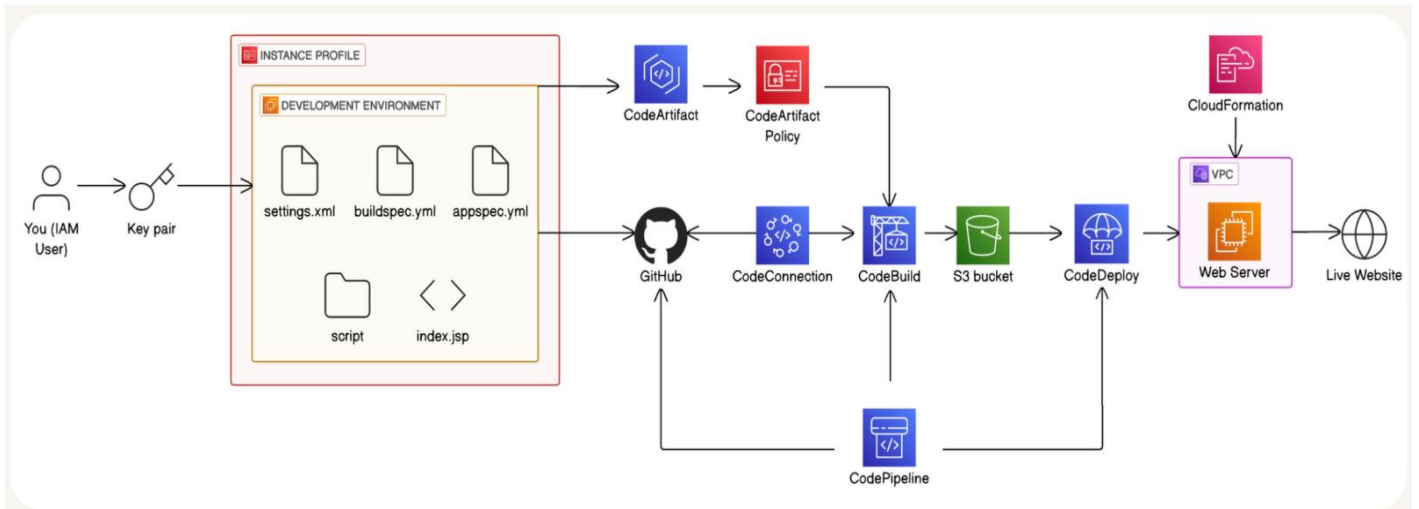 INSTANCE PROFILE
DEVELOPMENT ENVIRONMENT
settings.xml
buildspec.yml
appspec.yml
script
index.jsp
You (IAM
User)
Key pair
CodeArtifact
CodeArtifact
Policy
GitHub
CodeConnection
CodeBuild
S3 bucket
CodeDeploy
CloudFormation
VPC
Web Server
Live Website
CodePipeline